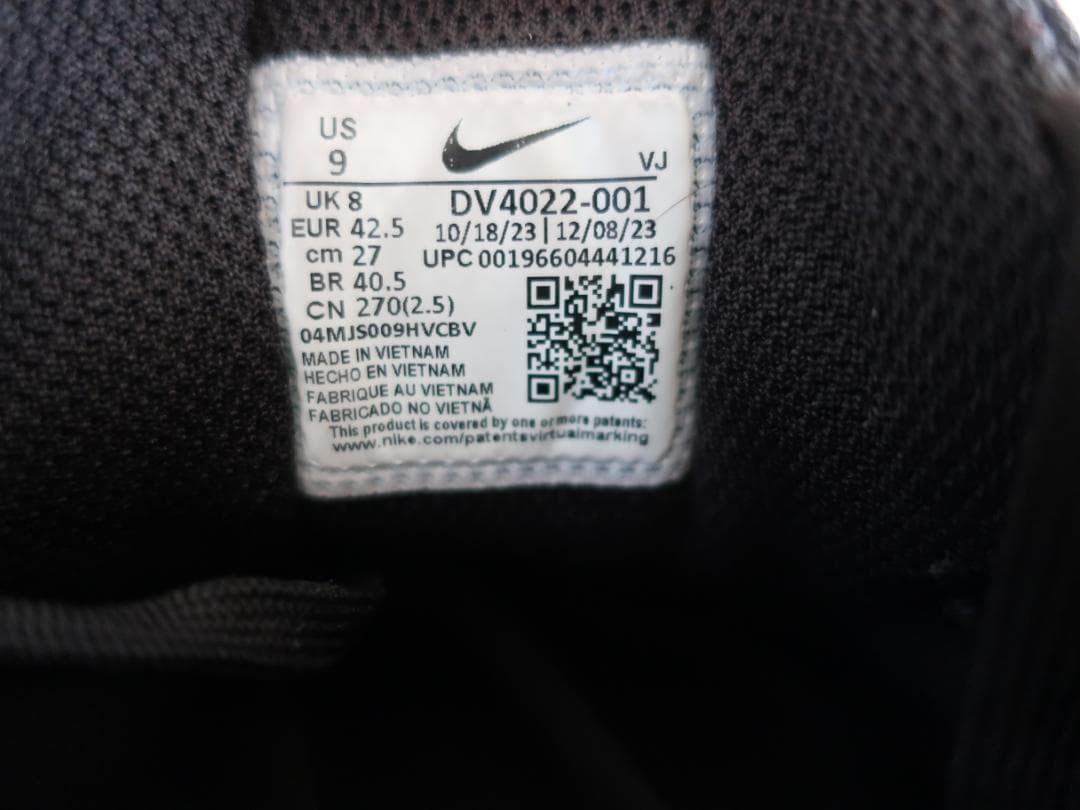 US
9
VJ
UK 8
DV4022-001
EUR 42.5
10/18/23 | 12/08/23
cm 27
UPC 00196604441216
BR 40.5
CN 270(2.5)
04MJS009HVCBV
MADE IN VIETNAM
HECHO EN VIETNAM
FABRIQUE AU VIETNAM
FABRICADO NO VIETNÃ
This product is covered by one or more patents:
www.nike.com/patentsvirtualmarking